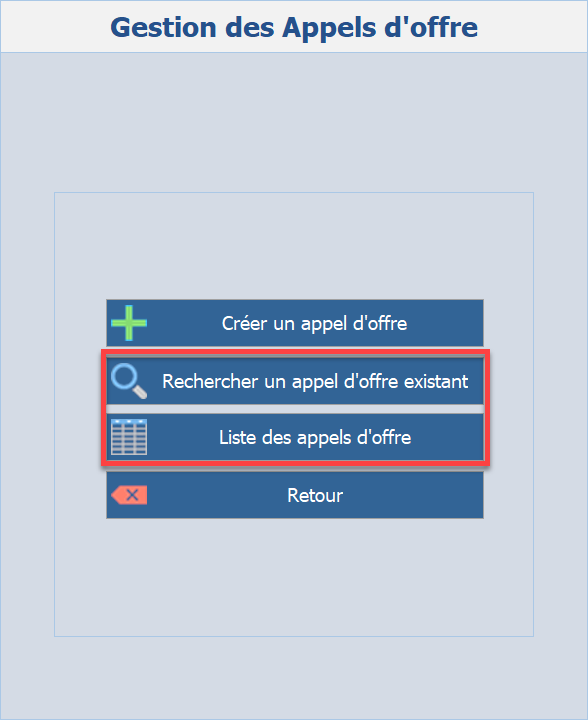 Gestion des Appels d'offre
Créer un appel d'offre
Rechercher un appel d'offre existant
Liste des appels d'offre
Retour